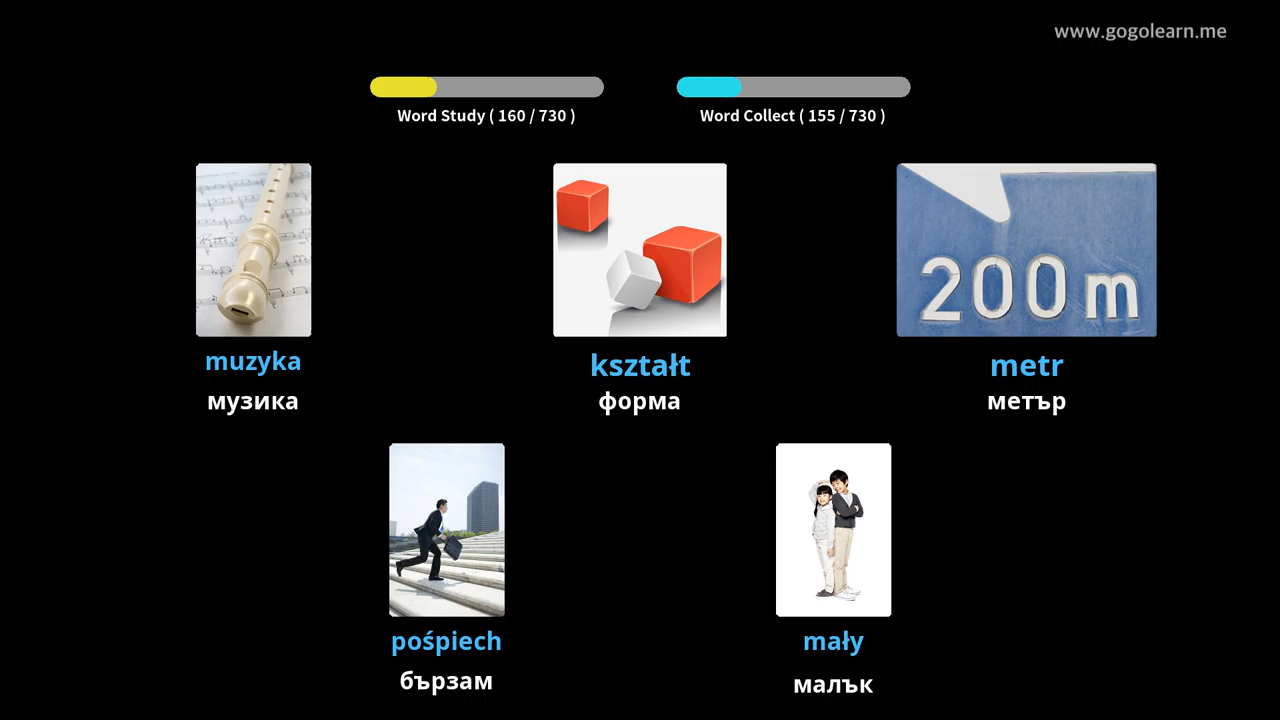 www.gogolearn.me
Word Study ( 160 / 730 )
Word Collect ( 155 / 730 )
200m
muzyka
музика
kształt
форма
metr
метър
pośpiech
бързам
mały
малък